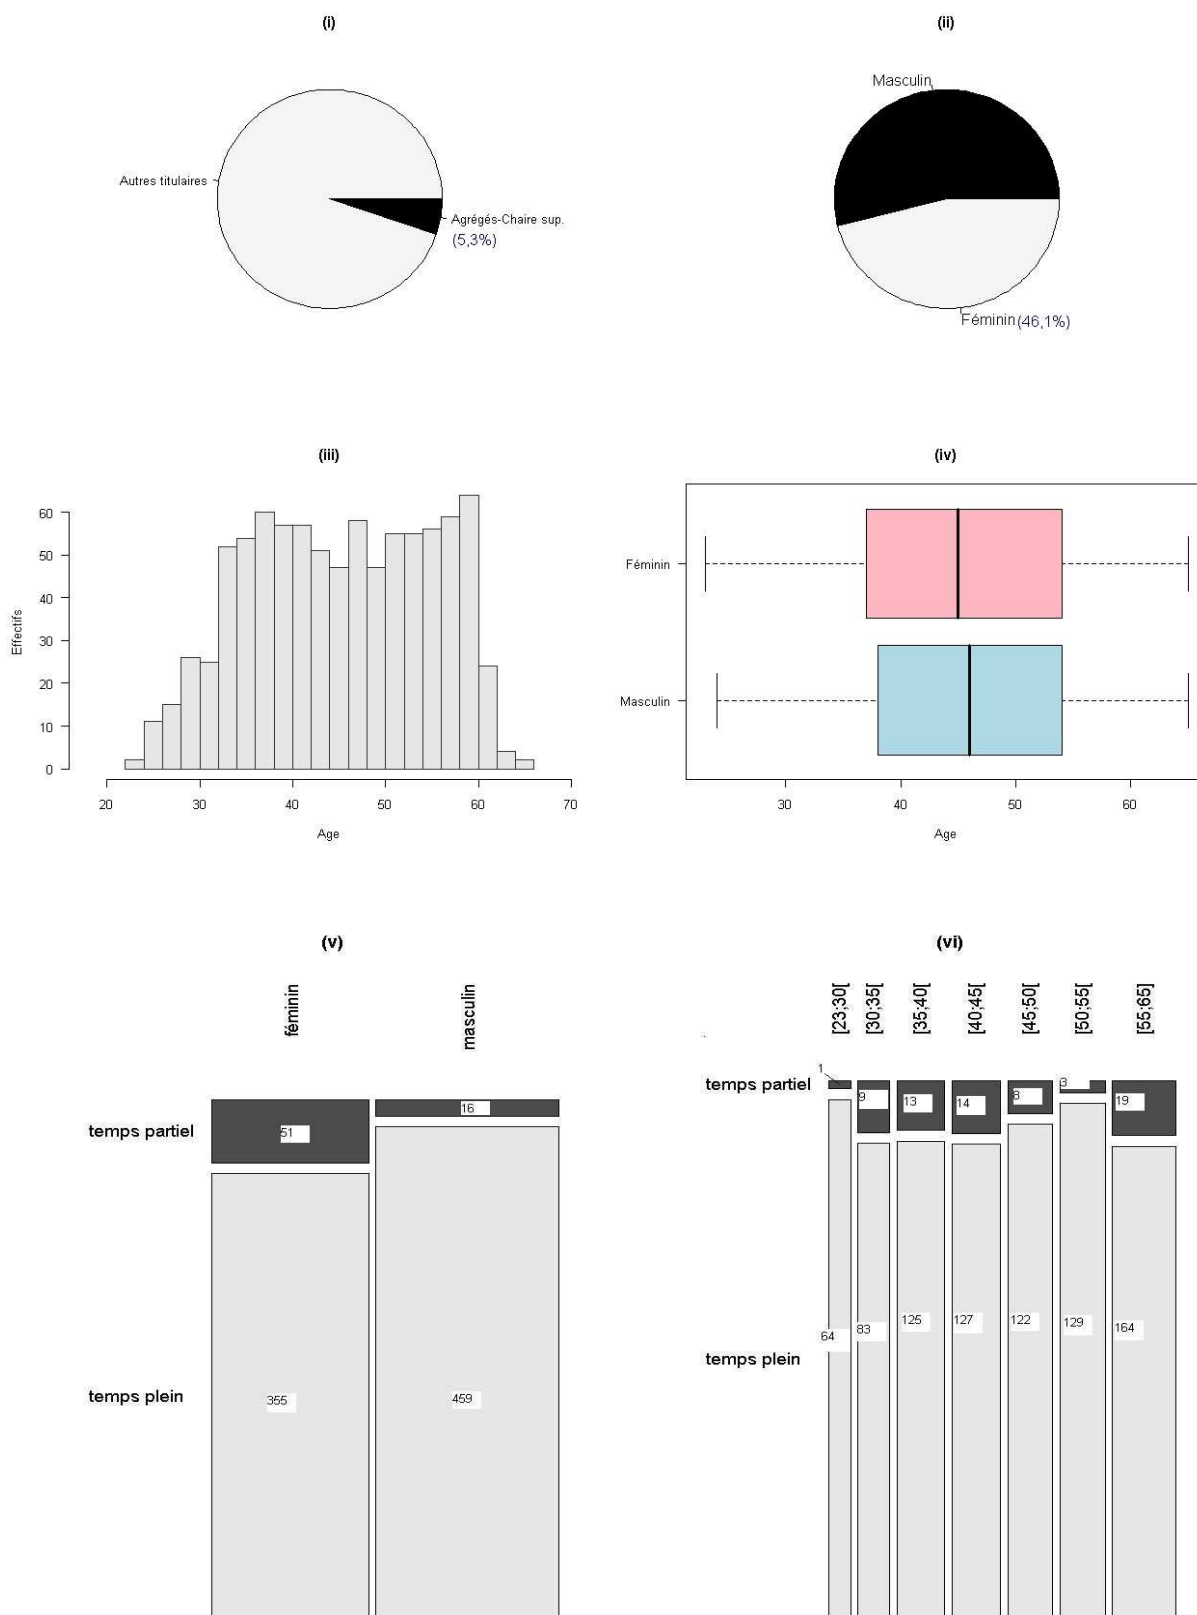 (i)
Autres titulaires
Agrégés-Chaire sup.
(5,3%)
(ii)
Masculin
Féminin (46,1%)
(iii)
Effectifs
60
50
40
30
20
10
0
20 30 40 50 60 70
Age
(iv)
Féminin
Masculin
30 40 50 60
Age
(v)
féminin masculin
temps partiel
51 16
temps plein
355 459
(vi)
[23;30[ [30;35[ [35;40[ [40;45[ [45;50[ [50;55[ [55;65]
temps partiel
1 9 13 14 8 3 19
temps plein
64 83 125 127 122 129 164